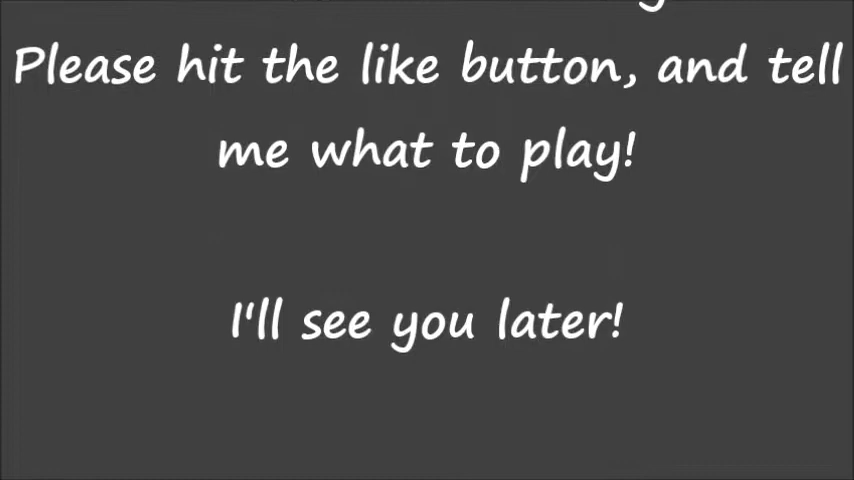 Please hit the like button, and tell
me what to play!
I'll see you later!